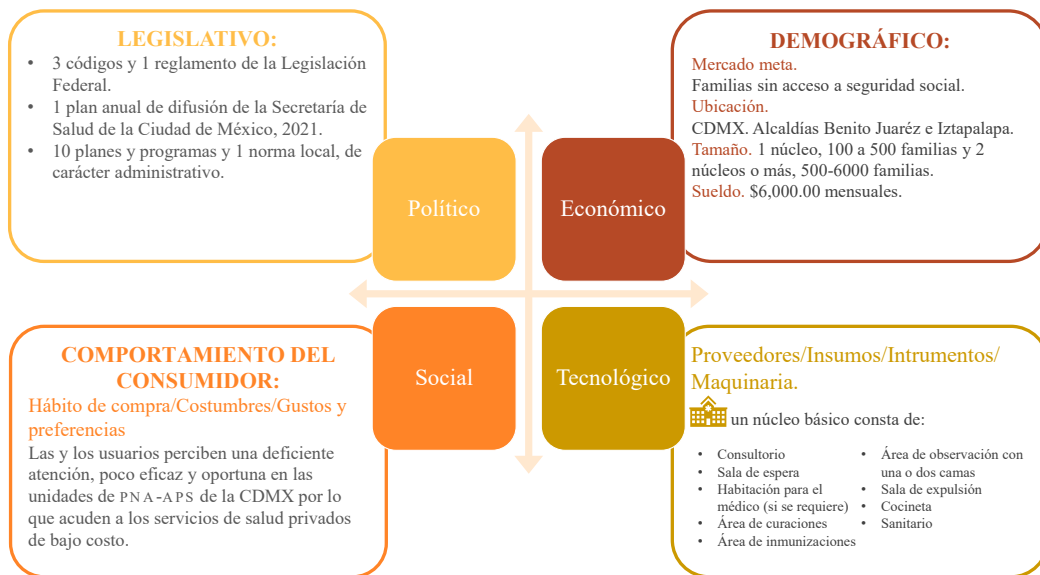 LEGISLATIVO:
• 3 códigos y 1 reglamento de la Legislación
Federal.
• 1 plan anual de difusión de la Secretaría de
Salud de la Ciudad de México, 2021.
• 10 planes y programas y 1 norma local, de
carácter administrativo.
DEMOGRÁFICO:
Mercado meta.
Familias sin acceso a seguridad social.
Ubicación.
CDMX. Alcaldías Benito Juaréz e Iztapalapa.
Tamaño. 1 núcleo, 100 a 500 familias y 2
núcleos o más, 500-6000 familias.
Sueldo. $6,000.00 mensuales.
Político
Económico
Social
Tecnológico
COMPORTAMIENTO DEL
CONSUMIDOR:
Hábito de compra/Costumbres/Gustos y
preferencias
Las y los usuarios perciben una deficiente
atención, poco eficaz y oportuna en las
unidades de PNA-APS de la CDMX por lo
que acuden a los servicios de salud privados
de bajo costo.
Proveedores/Insumos/Intrumentos/
Maquinaria.
un núcleo básico consta de:
• Consultorio
• Sala de espera
• Habitación para el
médico (si se requiere)
• Área de curaciones
• Área de inmunizaciones
• Área de observación con
una o dos camas
• Sala de expulsión
• Cocineta
• Sanitario